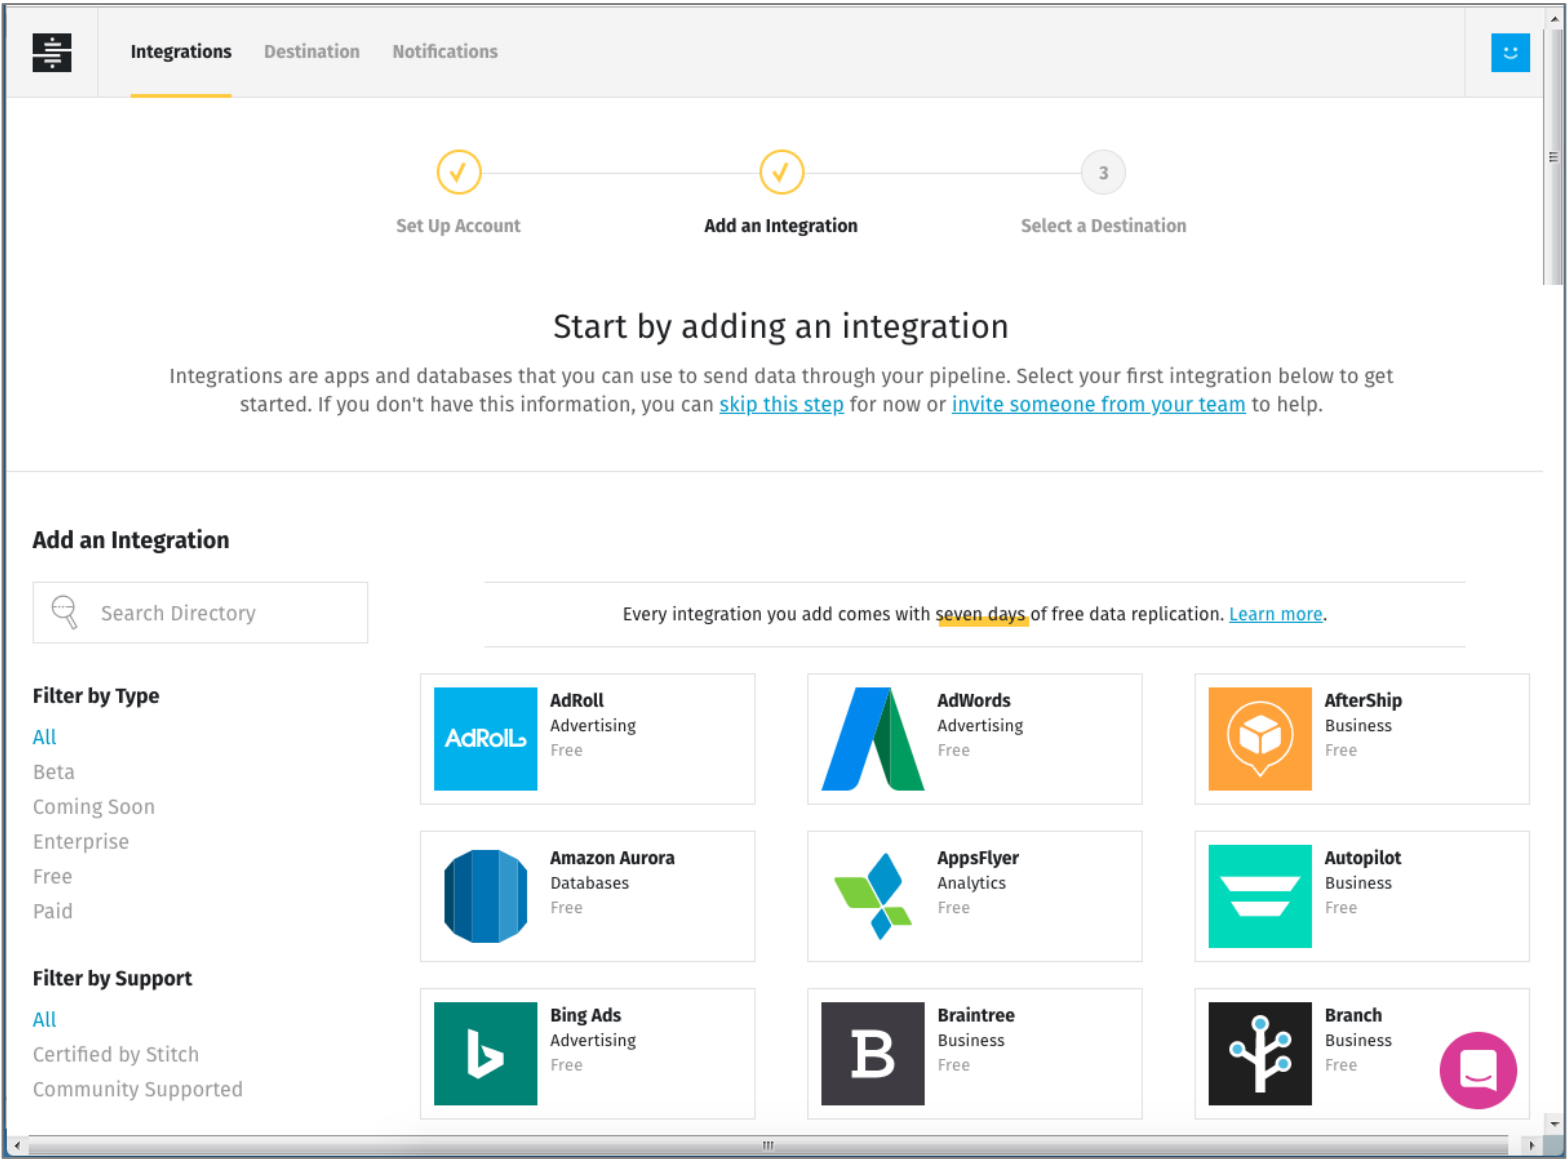 Integrations Destination Notifications
3
Set Up Account Add an Integration Select a Destination
Start by adding an integration
Integrations are apps and databases that you can use to send data through your pipeline. Select your first integration below to get
started. If you don't have this information, you can skip this step for now or invite someone from your team to help.
Add an Integration
Search Directory
Every integration you add comes with seven days of free data replication. Learn more.
Filter by Type
All
Beta
Coming Soon
Enterprise
Free
Paid
Filter by Support
All
Certified by Stitch
Community Supported
AdRoll
AdRoll
Advertising
Free
AdWords
Advertising
Free
AfterShip
Business
Free
Amazon Aurora
Databases
Free
AppsFlyer
Analytics
Free
Autopilot
Business
Free
b
Bing Ads
Advertising
Free
B
Braintree
Business
Free
Branch
Business
Free